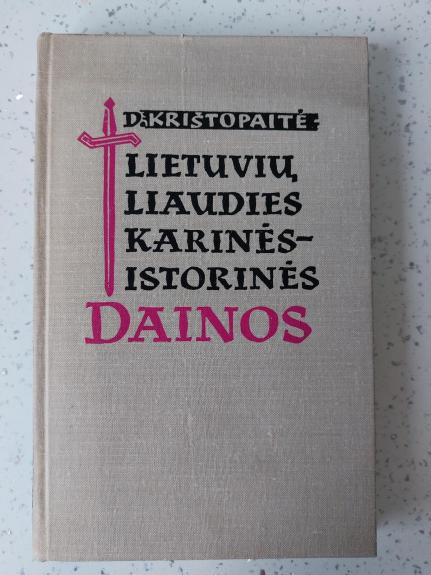 D. KRIŠTOPAITĖ
LIETUVIŲ
LIAUDIES
KARINĖS-
ISTORINĖS
DAINOS